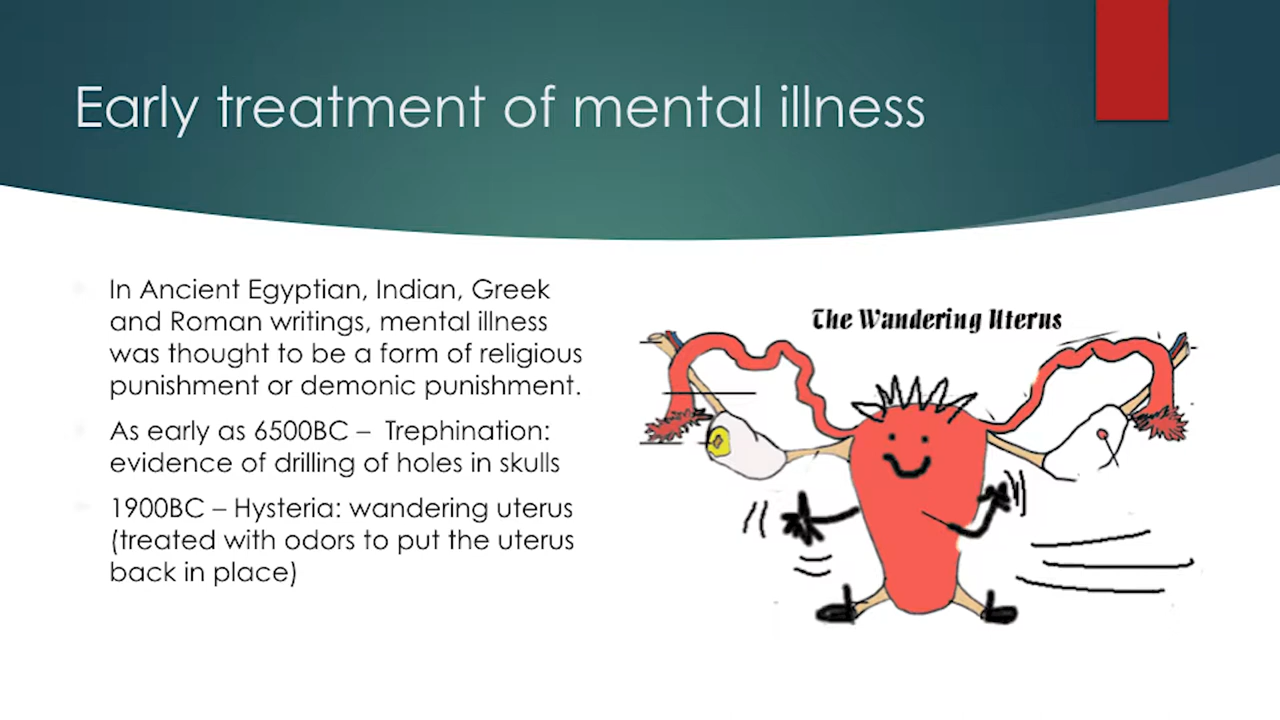 Early treatment of mental illness
In Ancient Egyptian, Indian, Greek
and Roman writings, mental illness
was thought to be a form of religious
punishment or demonic punishment.
As early as 6500BC – Trephination:
evidence of drilling of holes in skulls
1900BC – Hysteria: wandering uterus
(treated with odors to put the uterus
back in place)
The Wandering Uterus